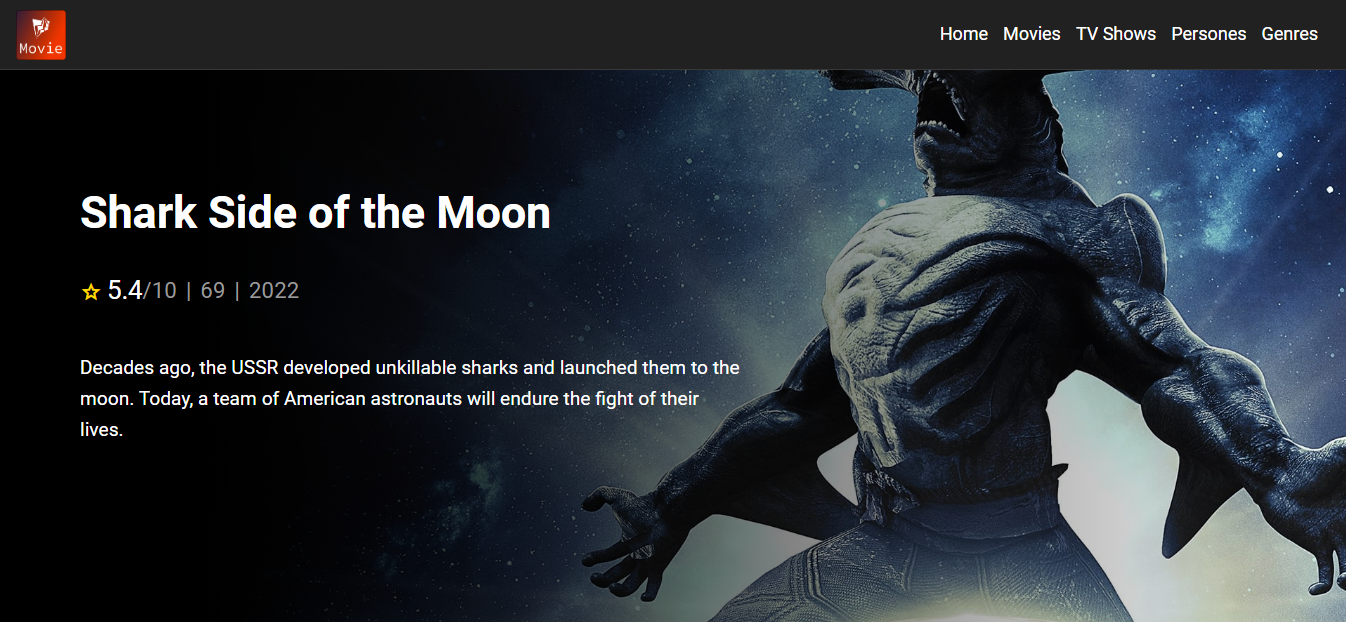 Movie
Home Movies TV Shows Persones Genres
Shark Side of the Moon
5.4/10 | 69 | 2022
Decades ago, the USSR developed unkillable sharks and launched them to the
moon. Today, a team of American astronauts will endure the fight of their
lives.